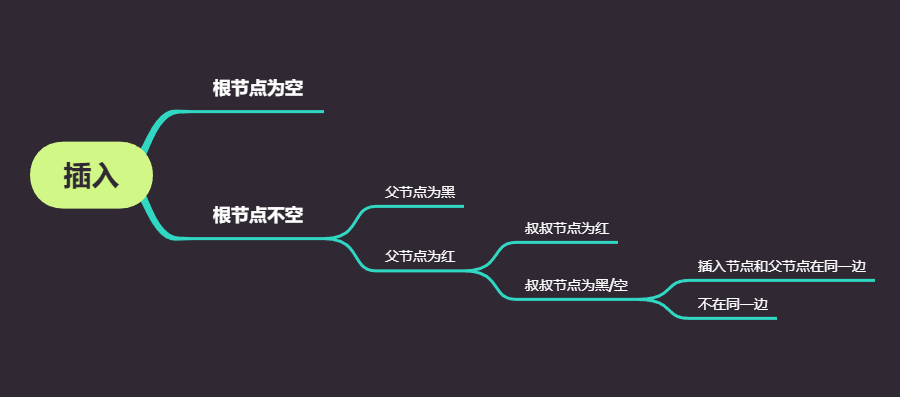 插入
根节点为空
根节点不空
父节点为黑
父节点为红
叔叔节点为红
叔叔节点为黑/空
插入节点和父节点在同一边
不在同一边